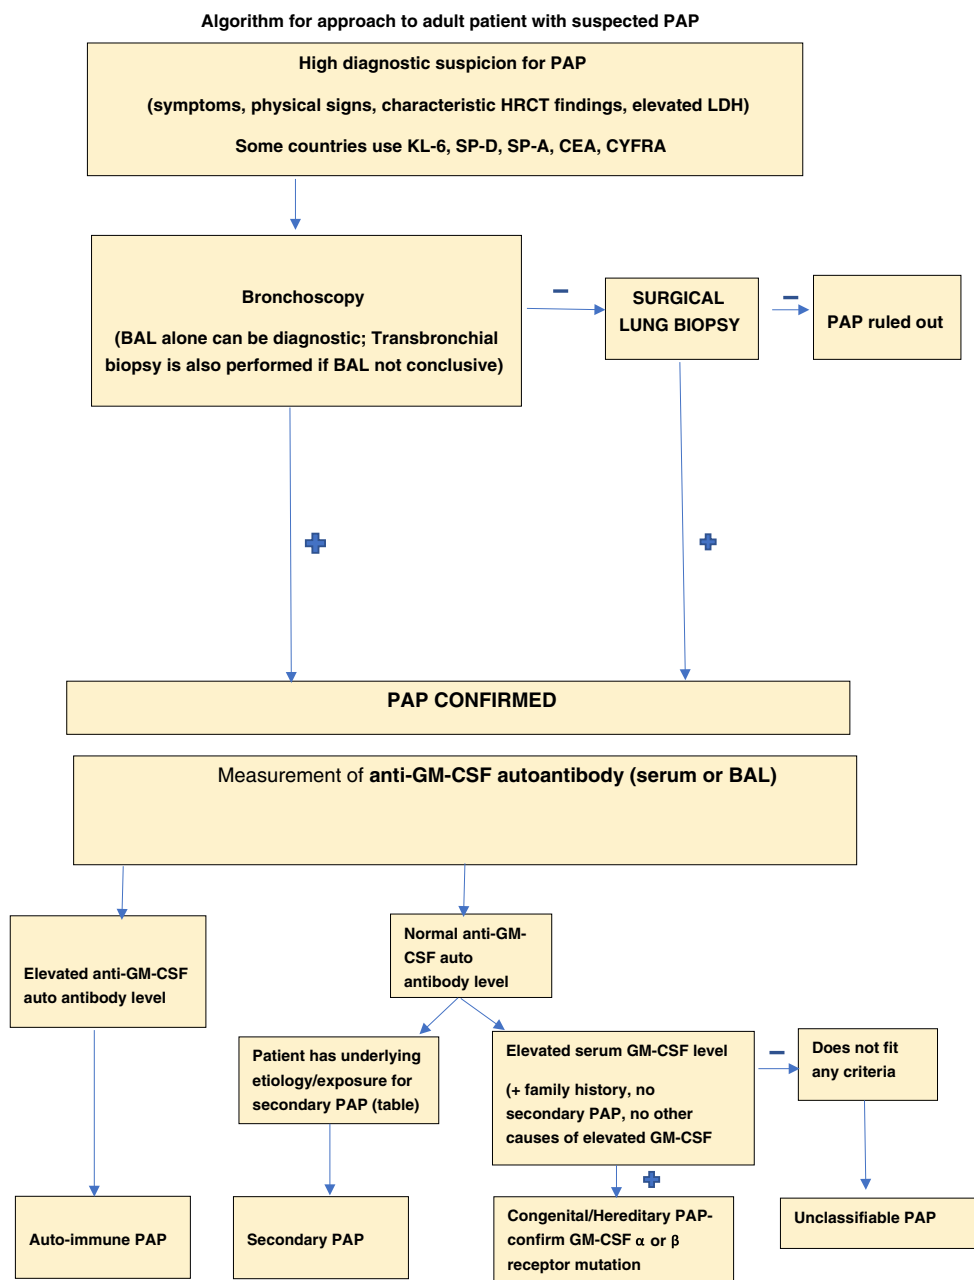 Algorithm for approach to adult patient with suspected PAP
High diagnostic suspicion for PAP
(symptoms, physical signs, characteristic HRCT findings, elevated LDH)
Some countries use KL-6, SP-D, SP-A, CEA, CYFRA
Bronchoscopy
(BAL alone can be diagnostic; Transbronchial
biopsy is also performed if BAL not conclusive)
SURGICAL
LUNG BIOPSY
PAP ruled out
PAP CONFIRMED
Measurement of anti-GM-CSF autoantibody (serum or BAL)
Elevated anti-GM-CSF
auto antibody level
Normal anti-GM-
CSF auto
antibody level
Patient has underlying
etiology/exposure for
secondary PAP (table)
Elevated serum GM-CSF level
(+ family history, no
secondary PAP, no other
causes of elevated GM-CSF
Does not fit
any criteria
Auto-immune PAP
Secondary PAP
Congenital/Hereditary PAP-
confirm GM-CSF α or β
receptor mutation
Unclassifiable PAP